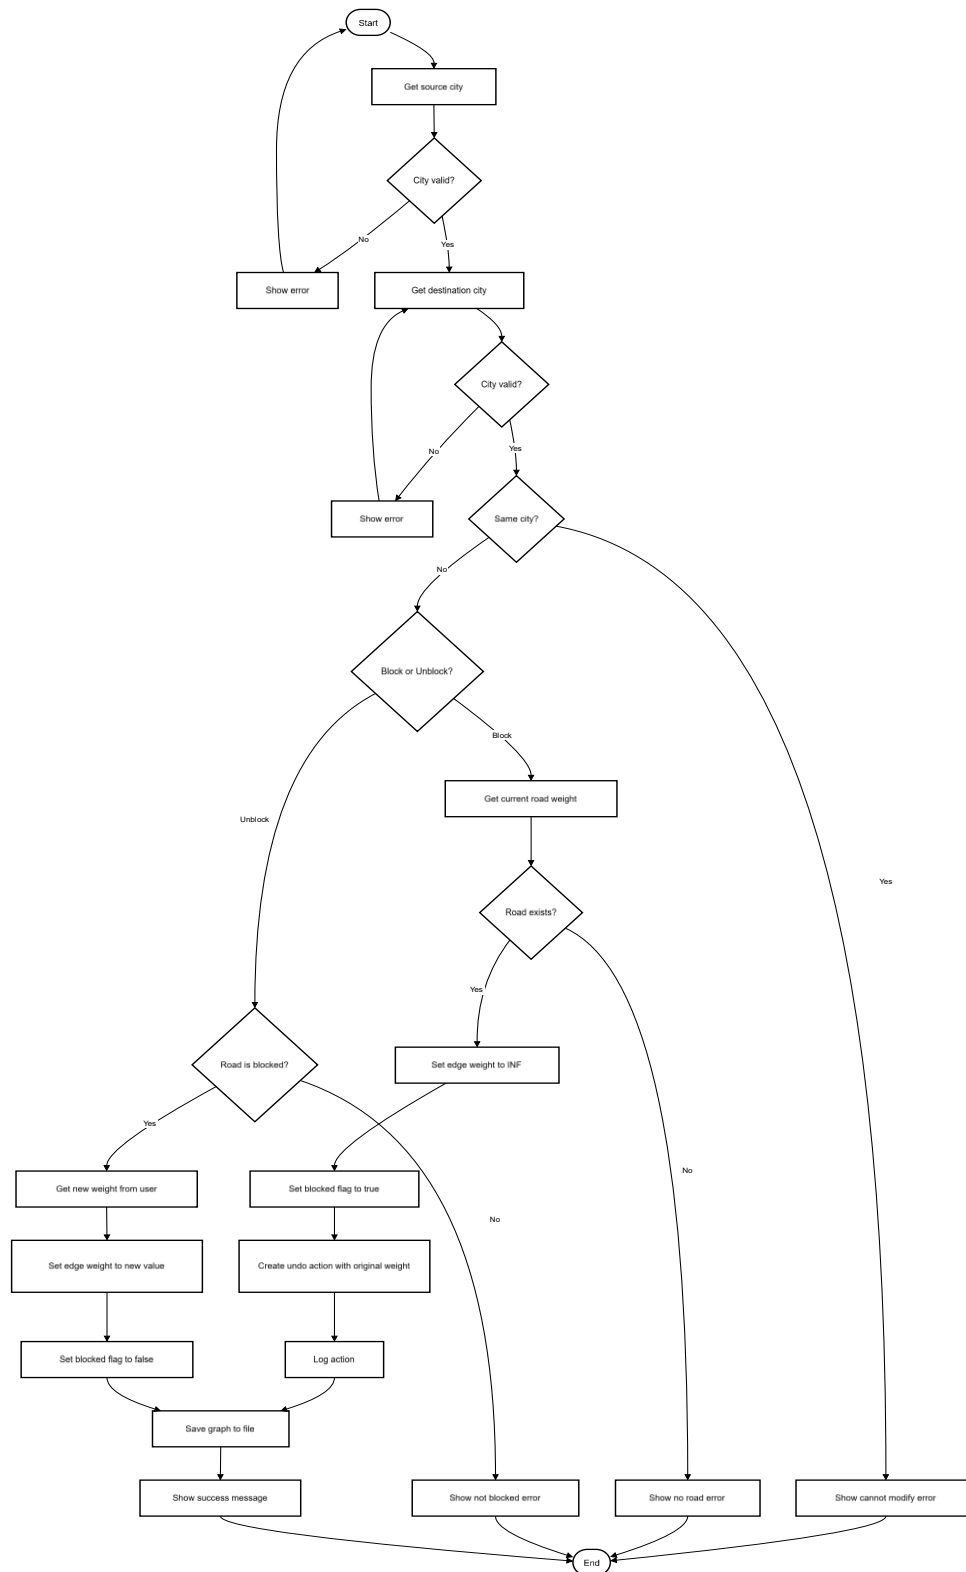 Start
Get source city
City valid?
No
Yes
Show error
Get destination city
City valid?
No
Yes
Show error
Same city?
No
Block or Unblock?
Block
Get current road weight
Unblock
Yes
Road exists?
Yes
Road is blocked?
Set edge weight to INF
Yes
No
Get new weight from user
Set blocked flag to true
No
Set edge weight to new value
Create undo action with original weight
Set blocked flag to false
Log action
Save graph to file
Show success message
Show not blocked error
Show no road error
Show cannot modify error
End